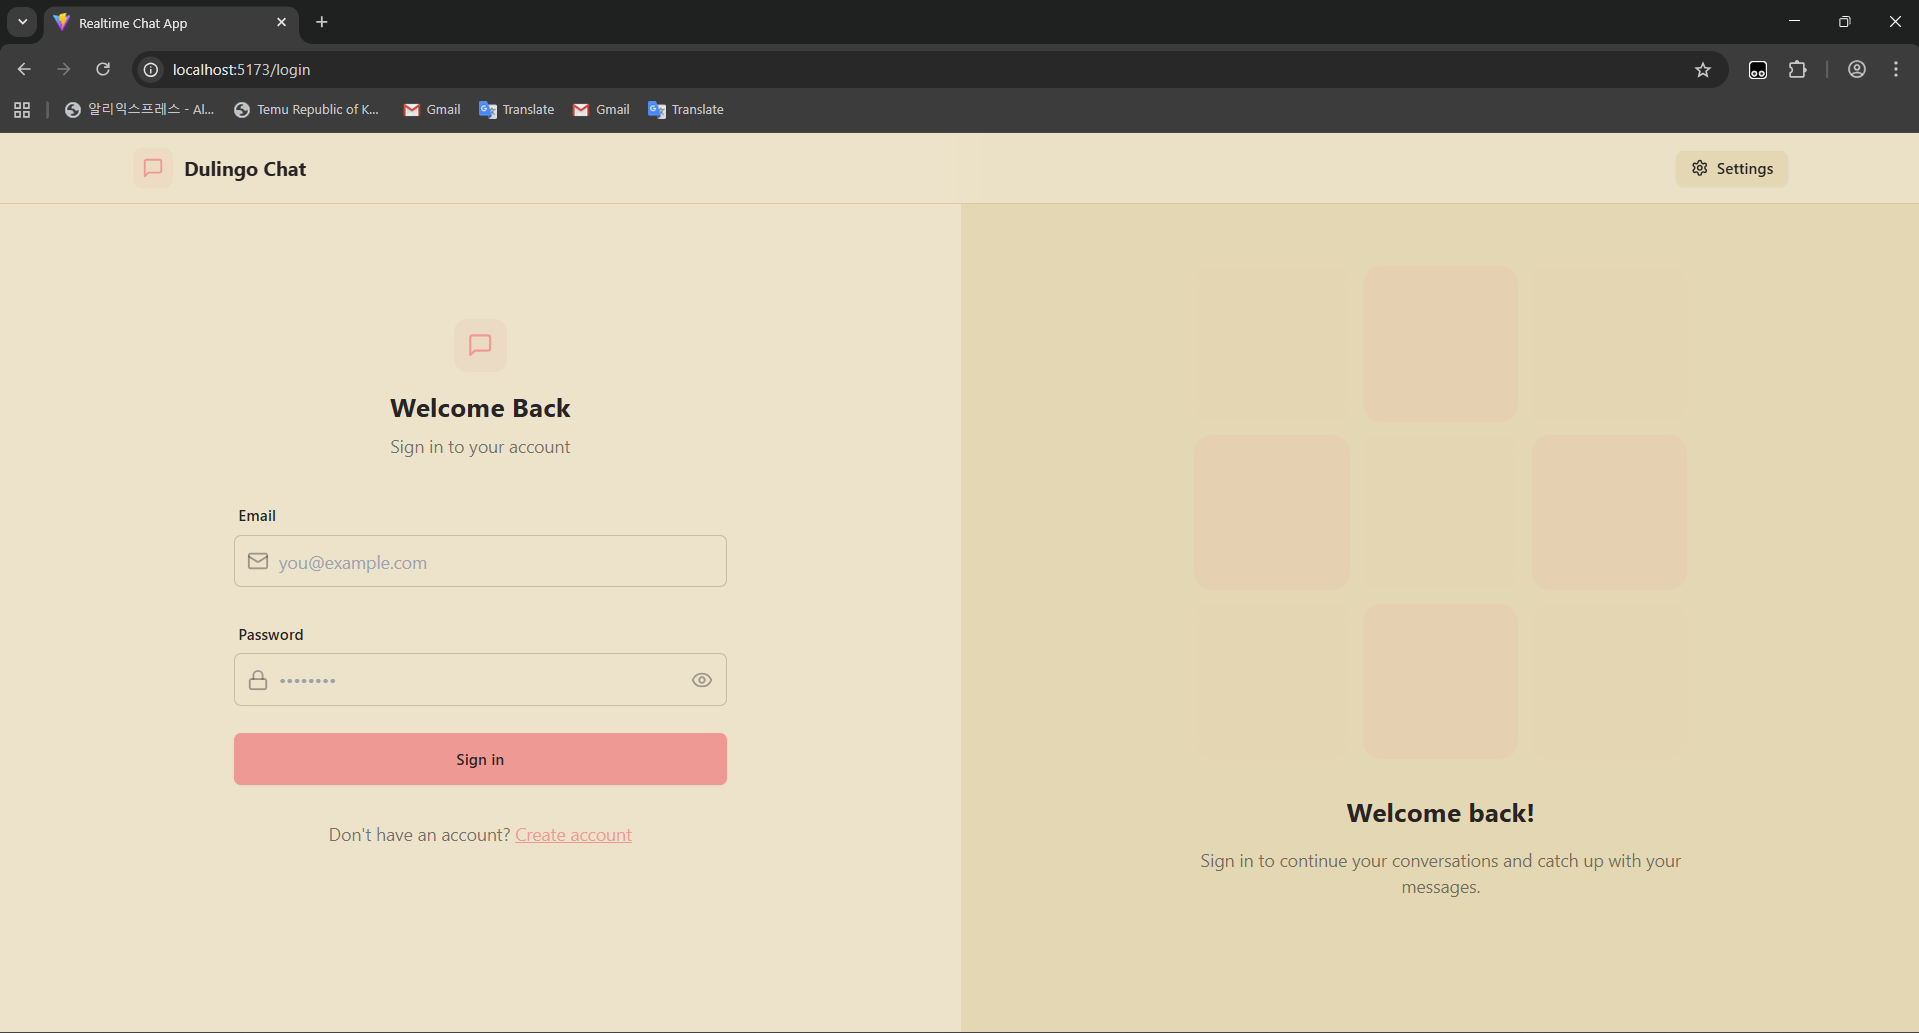 Realtime Chat App
localhost:5173/login
알리익스프레스 - Al...
Temu Republic of K...
Gmail
Translate
Gmail
Translate
Dulingo Chat
Settings
Welcome Back
Sign in to your account
Email
you@example.com
Password
••••••••
Sign in
Don't have an account? Create account
Welcome back!
Sign in to continue your conversations and catch up with your
messages.